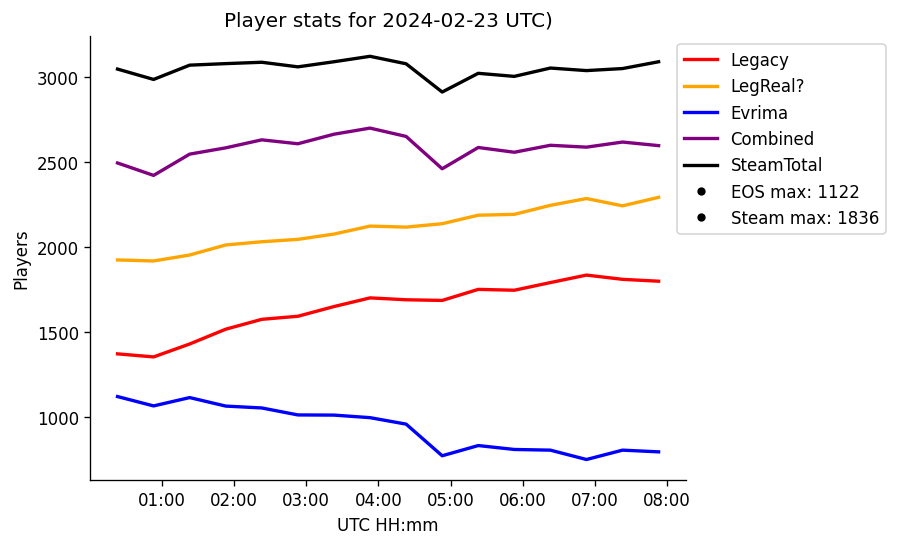 Player stats for 2024-02-23 UTC)
Players
3000
2500
2000
1500
1000
01:00 02:00 03:00 04:00 05:00 06:00 07:00 08:00
UTC HH:mm
Legacy
LegReal?
Evrima
Combined
SteamTotal
EOS max: 1122
Steam max: 1836